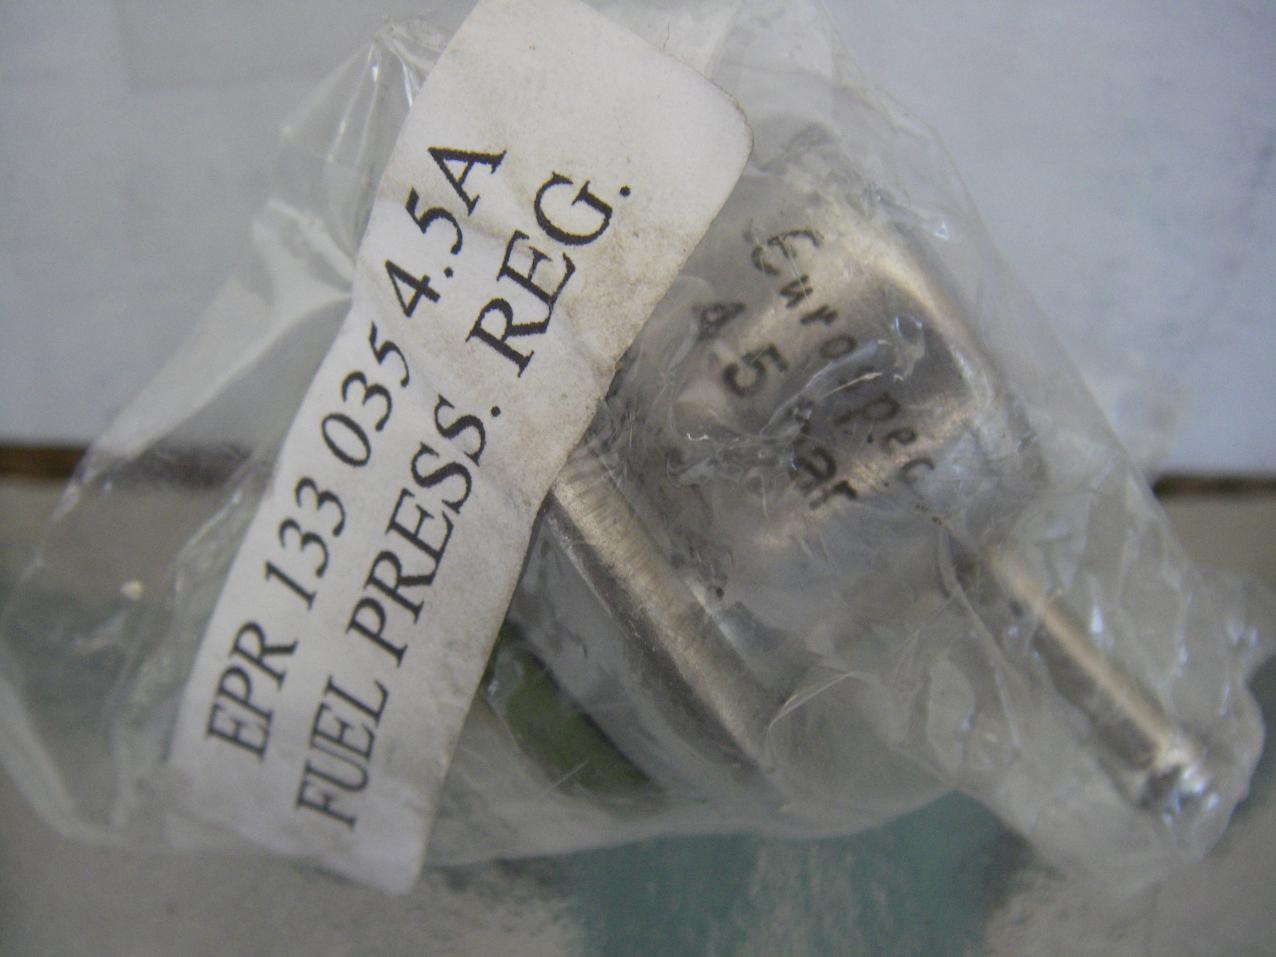 EPR 133 035 4.5A
FUEL PRESS. REG.
Europec
4.5 Bar